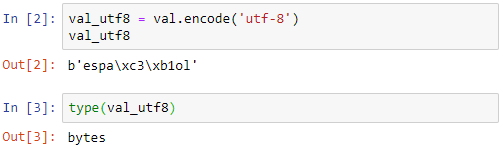 In [2]: val_utf8 = val.encode('utf-8')
val_utf8
Out[2]: b'espa\xc3\xb1ol'
In [3]: type(val_utf8)
Out[3]: bytes